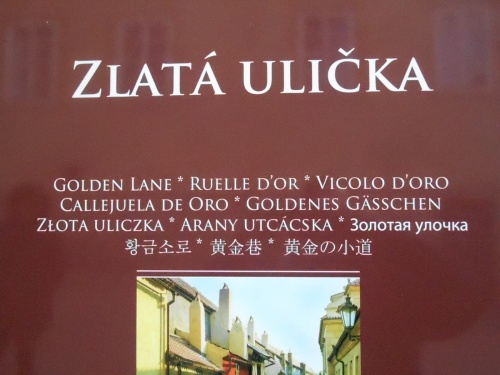 ZLATÁ ULIČKA
GOLDEN LANE * RUELLE D'OR * VICOLO D'ORO
CALLEJUELA DE ORO * GOLDENES GÄSSCHEN
ZŁOTA ULICZKA * ARANY UTCÁCSKA * Золотая улочка
황금소로 * 黄金巷 * 黄金の小道